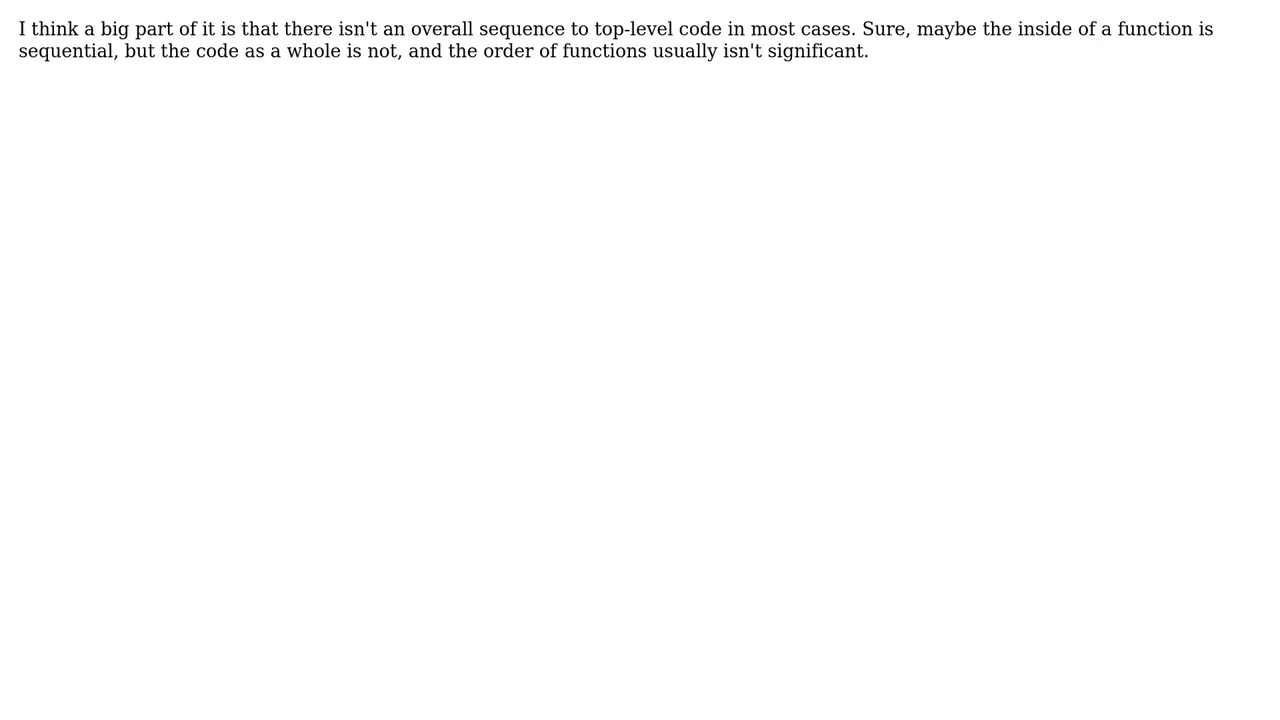 I think a big part of it is that there isn't an overall sequence to top-level code in most cases. Sure, maybe the inside of a function is
sequential, but the code as a whole is not, and the order of functions usually isn't significant.